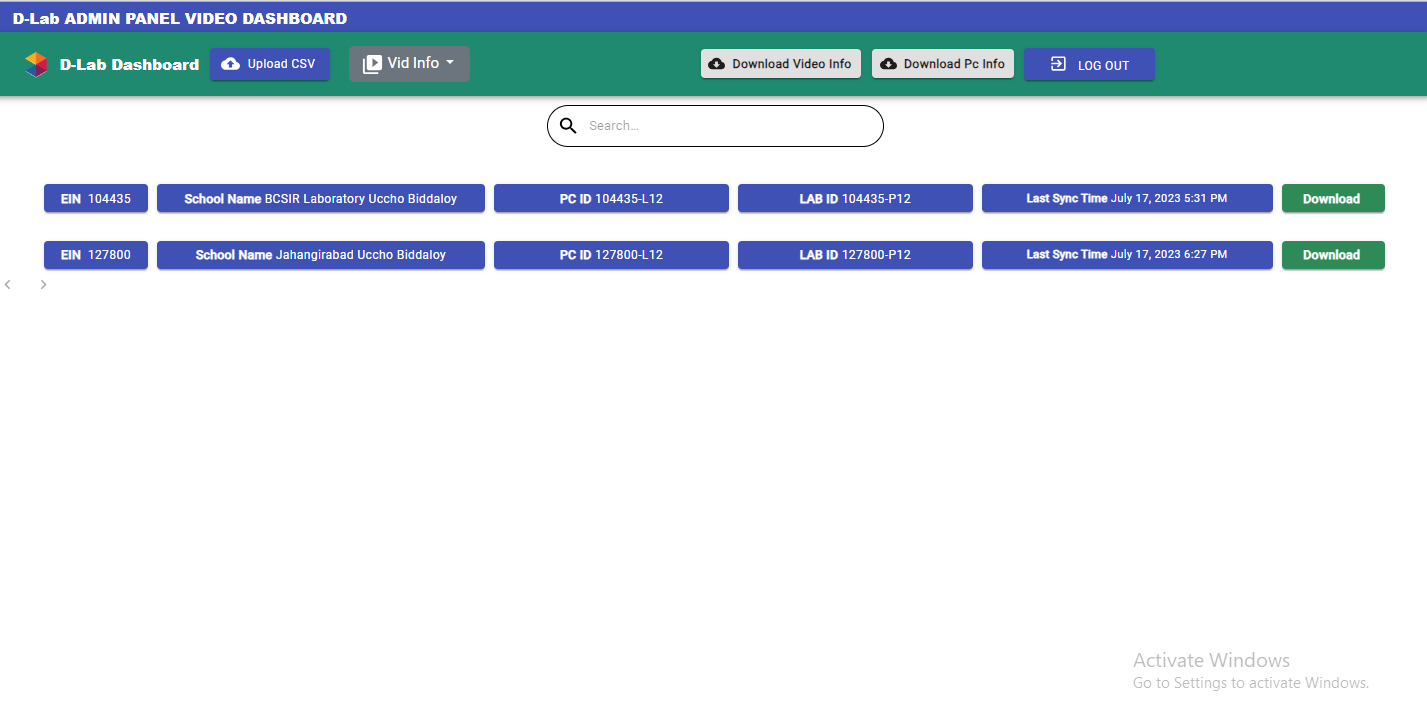 D-Lab ADMIN PANEL VIDEO DASHBOARD
D-Lab Dashboard Upload CSV Vid Info Download Video Info Download Pc Info LOG OUT
Search...
EIN 104435 School Name BCSIR Laboratory Uccho Biddaloy PC ID 104435-L12 LAB ID 104435-P12 Last Sync Time July 17, 2023 5:31 PM Download
EIN 127800 School Name Jahangirabad Uccho Biddaloy PC ID 127800-L12 LAB ID 127800-P12 Last Sync Time July 17, 2023 6:27 PM Download
Activate Windows
Go to Settings to activate Windows.